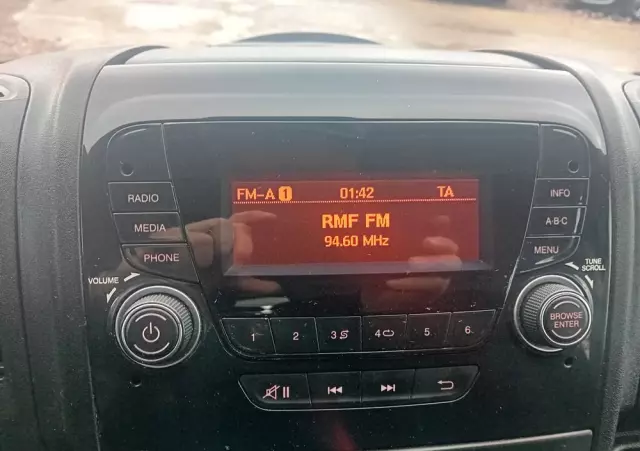 FM-A 1 01:42 TA
RMF FM
94.60 MHz
RADIO
MEDIA
PHONE
INFO
A·B·C
MENU
VOLUME
TUNE
SCROLL
BROWSE
ENTER
1 2 3 4 5 6